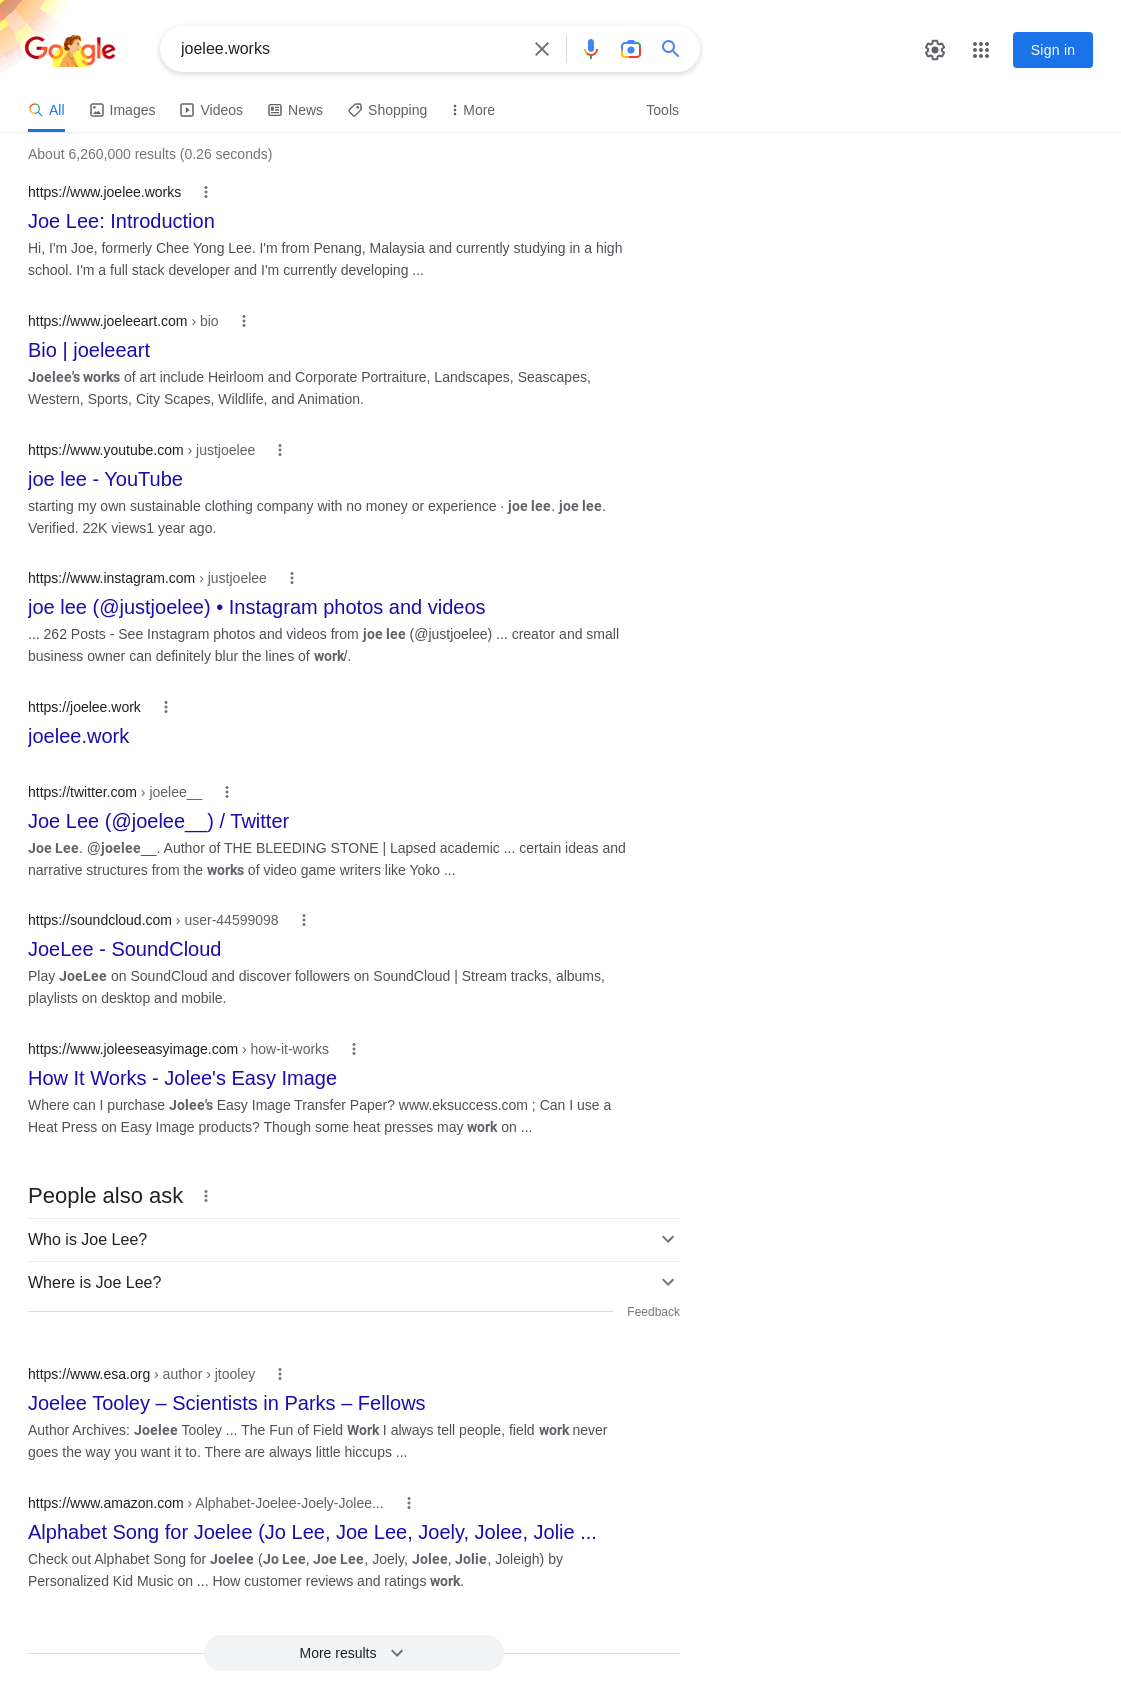 Google
joelee.works
Sign in
All Images Videos News Shopping More Tools
About 6,260,000 results (0.26 seconds)
https://www.joelee.works
Joe Lee: Introduction
Hi, I'm Joe, formerly Chee Yong Lee. I'm from Penang, Malaysia and currently studying in a high
school. I'm a full stack developer and I'm currently developing ...
https://www.joeleeart.com › bio
Bio | joeleeart
Joelee's works of art include Heirloom and Corporate Portraiture, Landscapes, Seascapes,
Western, Sports, City Scapes, Wildlife, and Animation.
https://www.youtube.com › justjoelee
joe lee - YouTube
starting my own sustainable clothing company with no money or experience · joe lee. joe lee.
Verified. 22K views1 year ago.
https://www.instagram.com › justjoelee
joe lee (@justjoelee) • Instagram photos and videos
... 262 Posts - See Instagram photos and videos from joe lee (@justjoelee) ... creator and small
business owner can definitely blur the lines of work/.
https://joelee.work
joelee.work
https://twitter.com › joelee__
Joe Lee (@joelee__) / Twitter
Joe Lee. @joelee__. Author of THE BLEEDING STONE | Lapsed academic ... certain ideas and
narrative structures from the works of video game writers like Yoko ...
https://soundcloud.com › user-44599098
JoeLee - SoundCloud
Play JoeLee on SoundCloud and discover followers on SoundCloud | Stream tracks, albums,
playlists on desktop and mobile.
https://www.joleeseasyimage.com › how-it-works
How It Works - Jolee's Easy Image
Where can I purchase Jolee's Easy Image Transfer Paper? www.eksuccess.com ; Can I use a
Heat Press on Easy Image products? Though some heat presses may work on ...
People also ask
Who is Joe Lee?
Where is Joe Lee?
Feedback
https://www.esa.org › author › jtooley
Joelee Tooley – Scientists in Parks – Fellows
Author Archives: Joelee Tooley ... The Fun of Field Work I always tell people, field work never
goes the way you want it to. There are always little hiccups ...
https://www.amazon.com › Alphabet-Joelee-Joely-Jolee...
Alphabet Song for Joelee (Jo Lee, Joe Lee, Joely, Jolee, Jolie ...
Check out Alphabet Song for Joelee (Jo Lee, Joe Lee, Joely, Jolee, Jolie, Joleigh) by
Personalized Kid Music on ... How customer reviews and ratings work.
More results